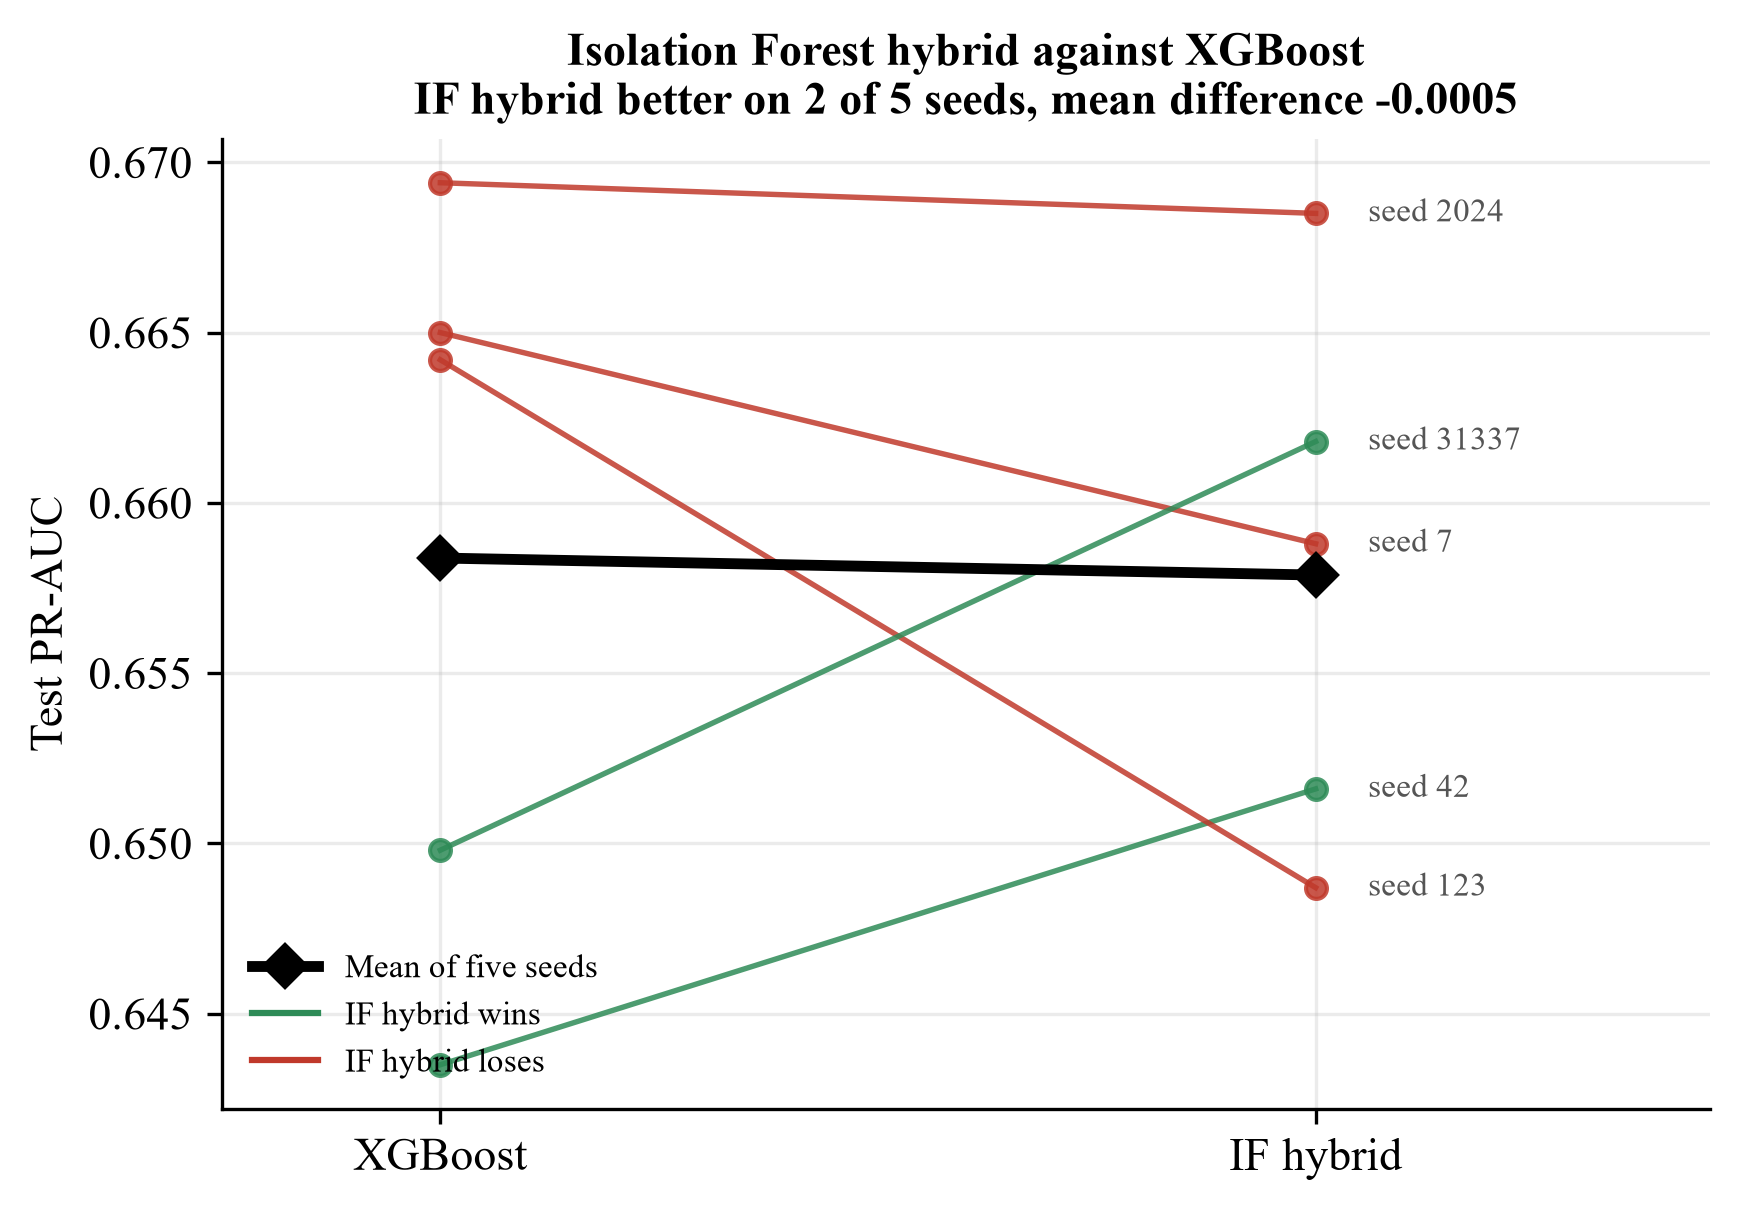 Isolation Forest hybrid against XGBoost
IF hybrid better on 2 of 5 seeds, mean difference -0.0005
Test PR-AUC
0.670
0.665
0.660
0.655
0.650
0.645
seed 2024
seed 31337
seed 7
seed 42
seed 123
Mean of five seeds
IF hybrid wins
IF hybrid loses
XGBoost
IF hybrid